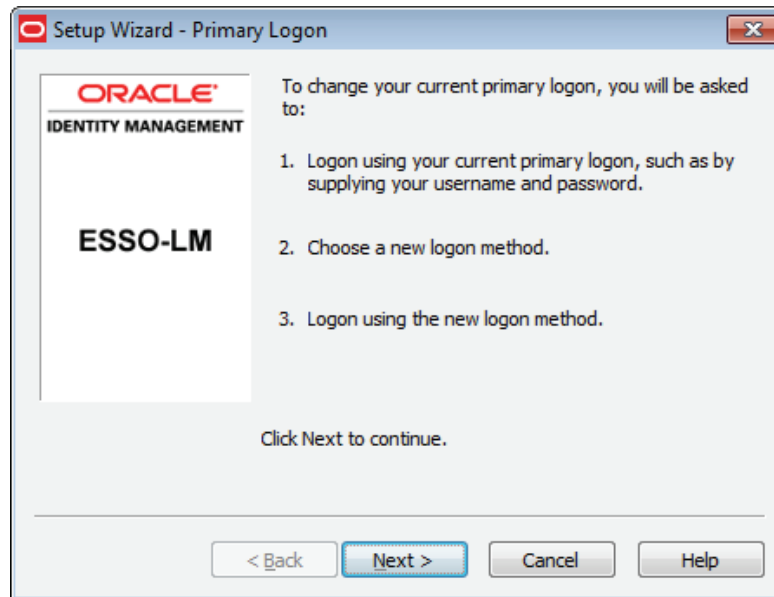 Setup Wizard - Primary Logon
ORACLE'
IDENTITY MANAGEMENT
ESSO-LM
To change your current primary logon, you will be asked
to:
1. Logon using your current primary logon, such as by
supplying your username and password.
2. Choose a new logon method.
3. Logon using the new logon method.
Click Next to continue.
< Back
Next >
Cancel
Help